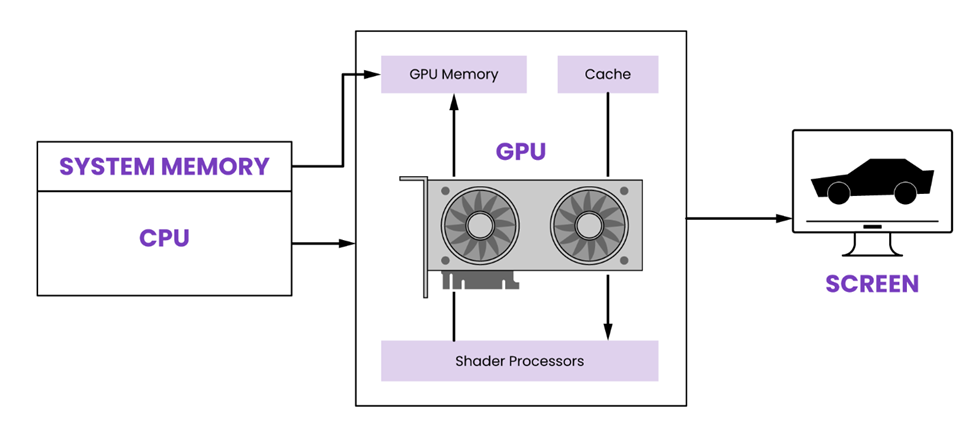 SYSTEM MEMORY
CPU
GPU Memory
Cache
GPU
Shader Processors
SCREEN